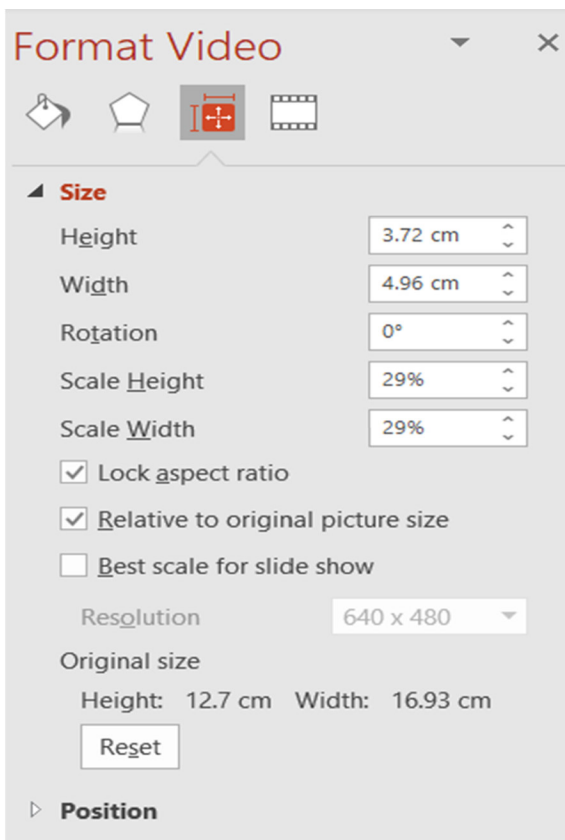 Format Video
Size
Height 3.72 cm
Width 4.96 cm
Rotation 0°
Scale Height 29%
Scale Width 29%
Lock aspect ratio
Relative to original picture size
Best scale for slide show
Resolution 640 x 480
Original size
Height: 12.7 cm Width: 16.93 cm
Reset
Position